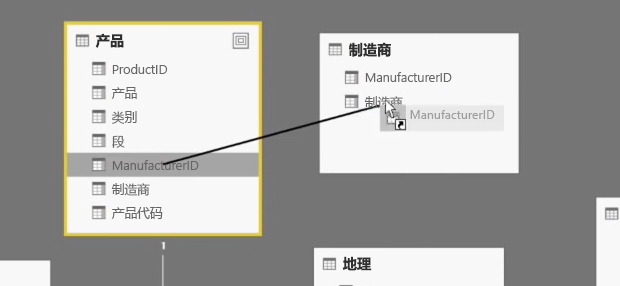 产品
ProductID
产品
类别
段
ManufacturerID
制造商
产品代码
1
制造商
ManufacturerID
制造商
ManufacturerID
地理